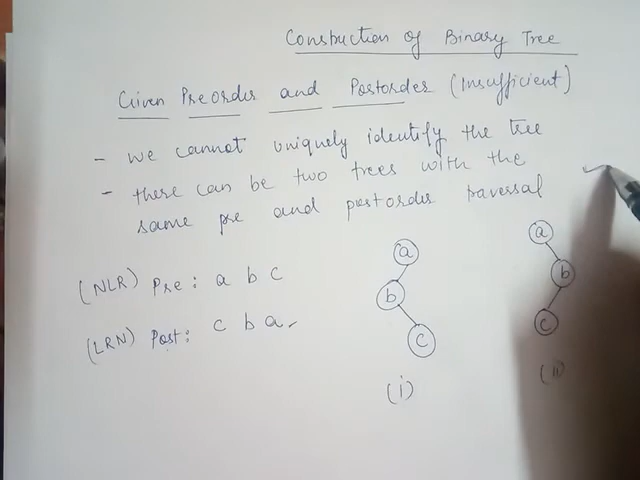 Construction of Binary Tree
Given Preorder and Postorder (Insufficient)
- we cannot uniquely identify the tree
- there can be two trees with the
same pre and postorder traversal
(NLR) Pre: a b c
(LRN) Post: c b a
a
b
c
(i)
a
b
c
(ii)